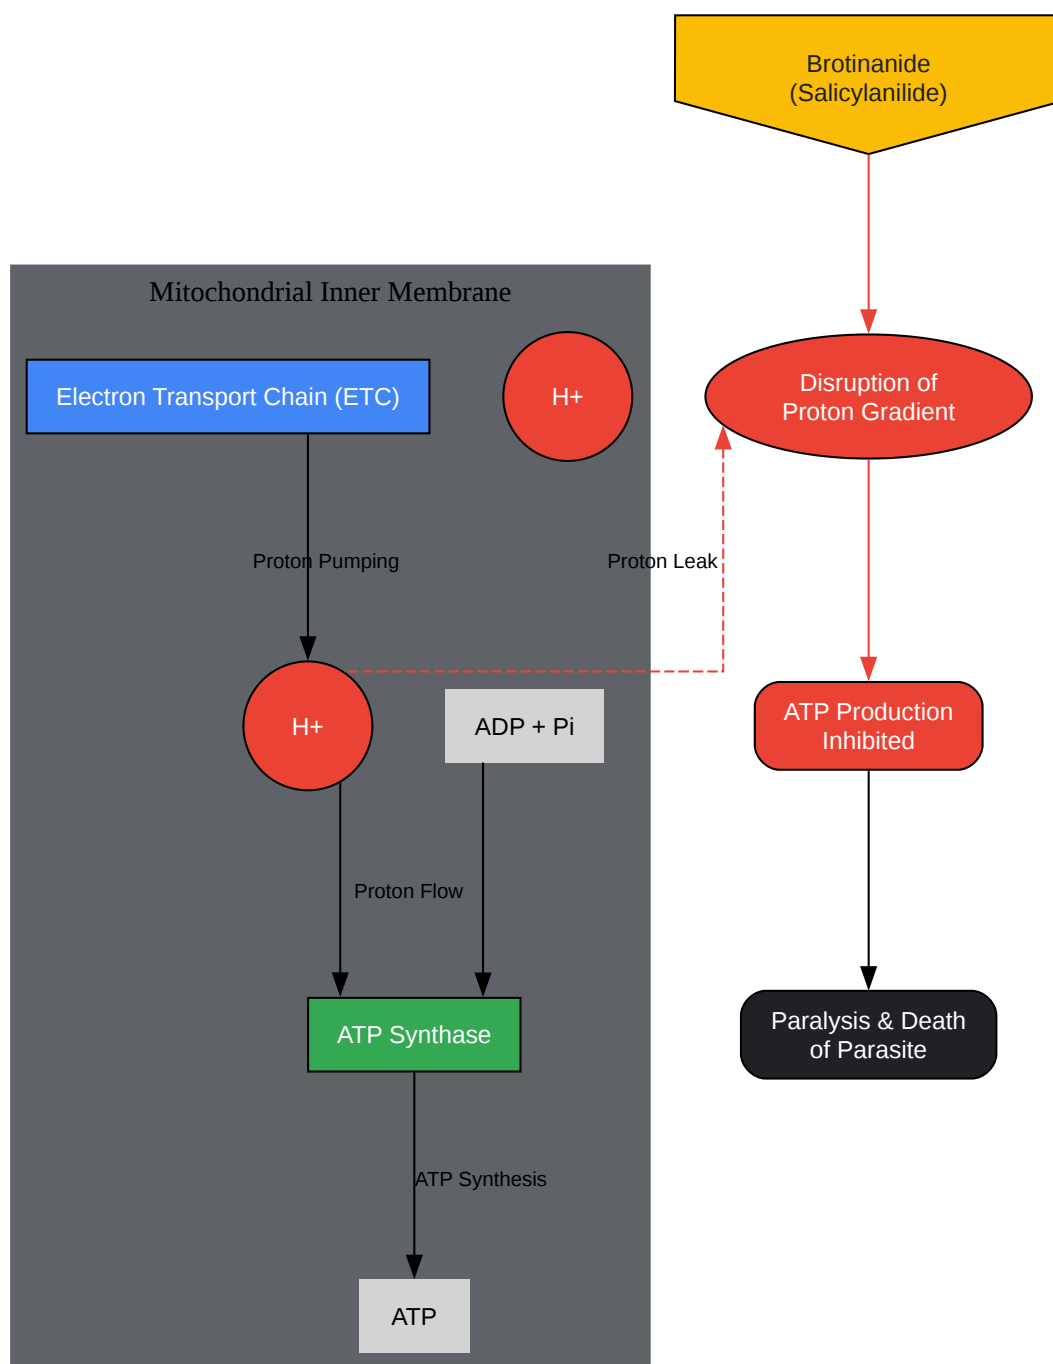 Brotinanide
(Salicylanilide)
Mitochondrial Inner Membrane
Electron Transport Chain (ETC)
H+
Disruption of
Proton Gradient
Proton Pumping
Proton Leak
H+
ADP + Pi
ATP Production
Inhibited
Proton Flow
ATP Synthase
Paralysis & Death
of Parasite
ATP Synthesis
ATP